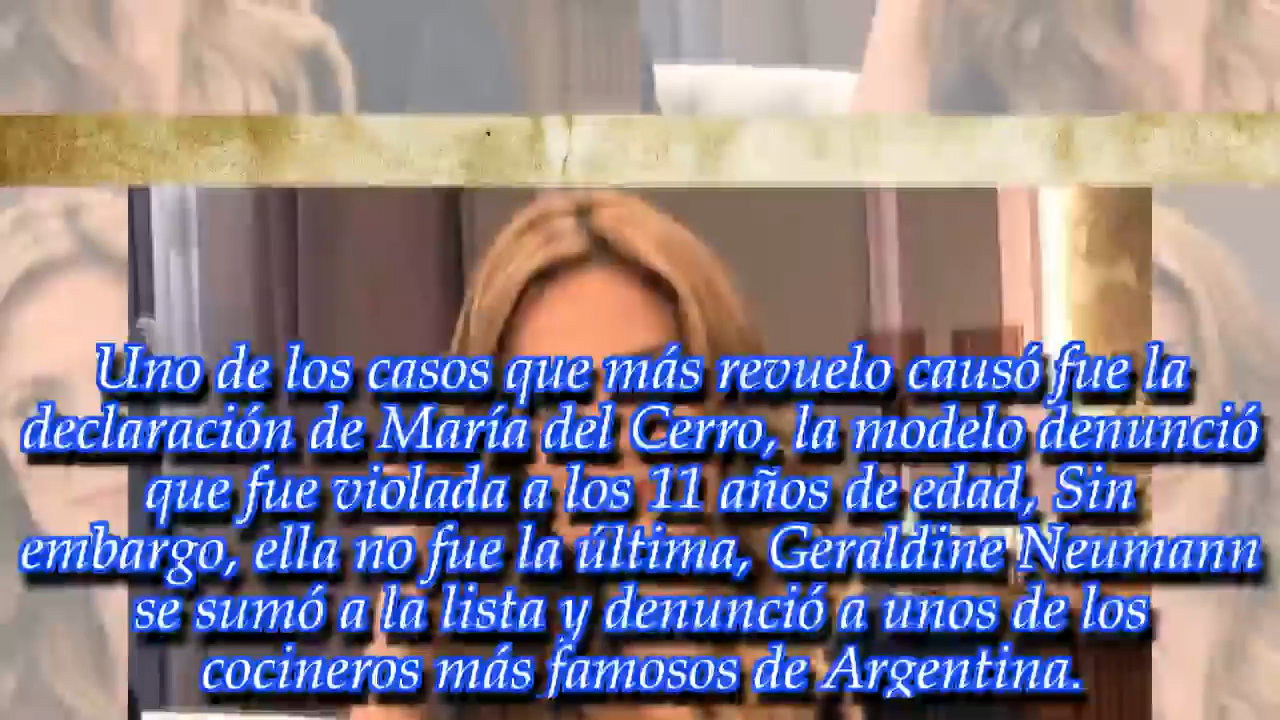 Uno de los casos que más revuelo causó fue la
declaración de María del Cerro, la modelo denunció
que fue violada a los 11 años de edad, Sin
embargo, ella no fue la última, Geraldine Neumann
se sumó a la lista y denunció a unos de los
cocineros más famosos de Argentina.